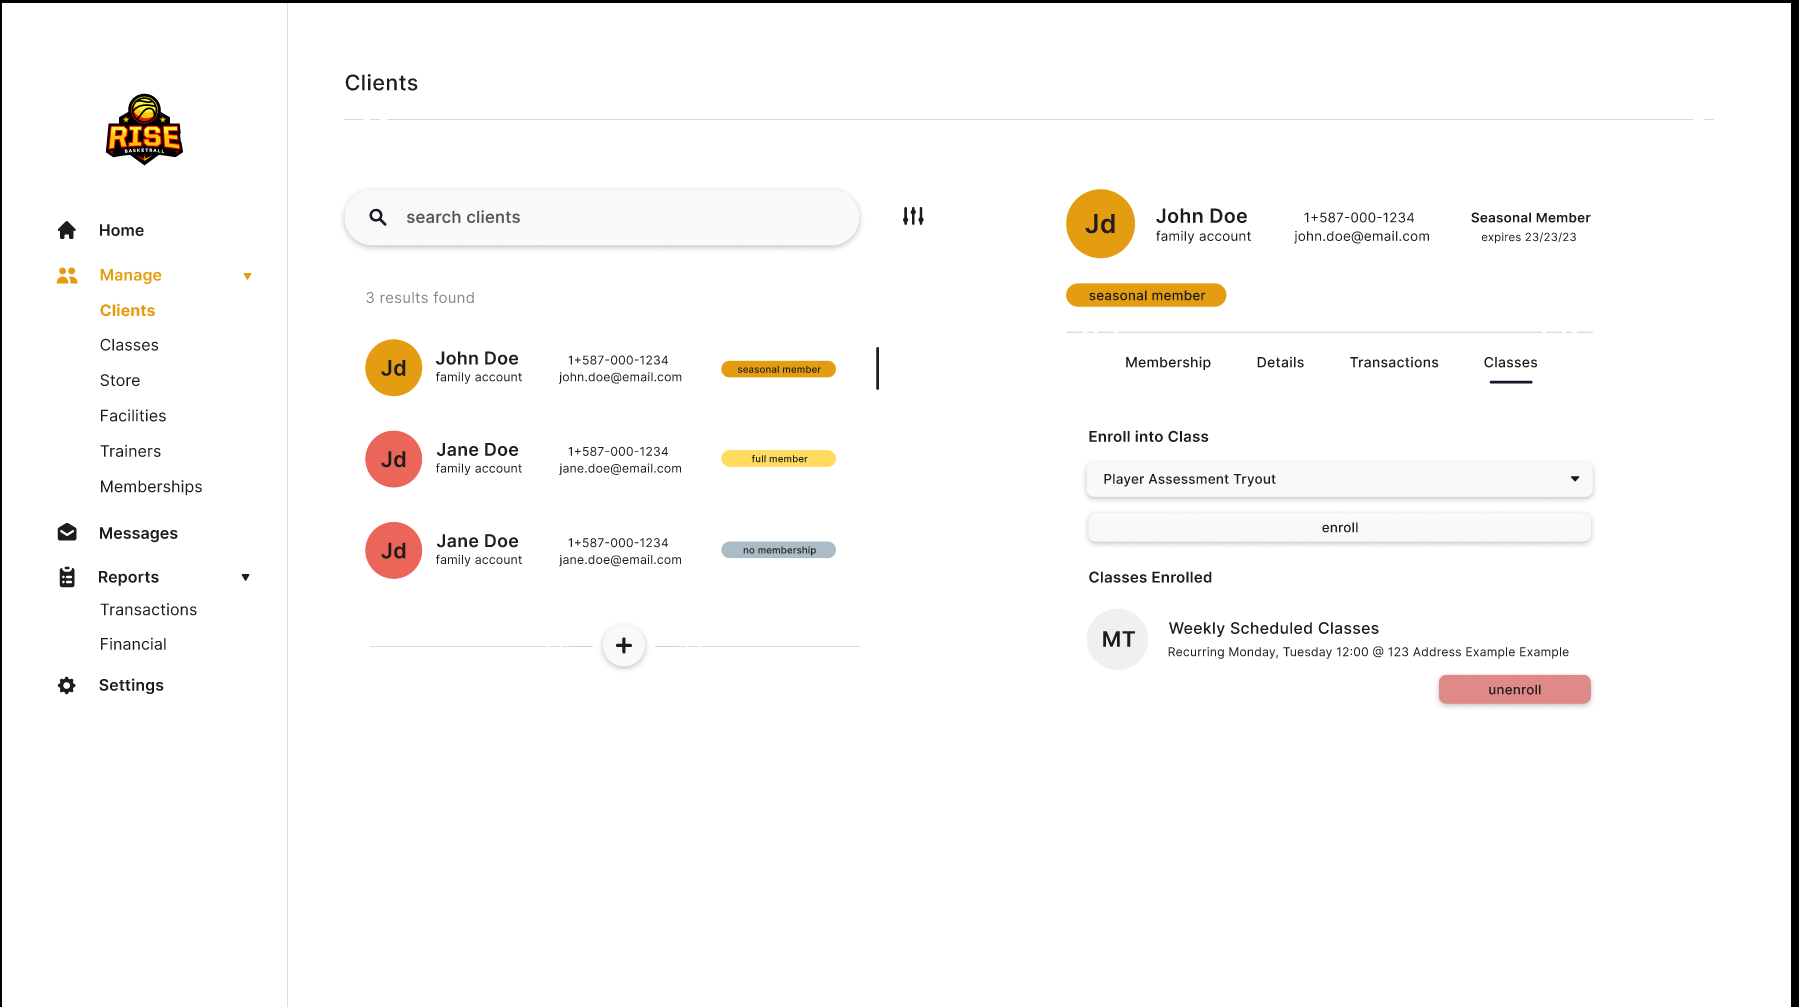 RISE
BASKETBALL
Home
Manage
Clients
Classes
Store
Facilities
Trainers
Memberships
Messages
Reports
Transactions
Financial
Settings
Clients
search clients
3 results found
Jd
John Doe
family account
1+587-000-1234
john.doe@email.com
seasonal member
Jd
Jane Doe
family account
1+587-000-1234
jane.doe@email.com
full member
Jd
Jane Doe
family account
1+587-000-1234
jane.doe@email.com
no membership
Jd
John Doe
family account
1+587-000-1234
john.doe@email.com
Seasonal Member
expires 23/23/23
seasonal member
Membership Details Transactions Classes
Enroll into Class
Player Assessment Tryout
enroll
Classes Enrolled
MT
Weekly Scheduled Classes
Recurring Monday, Tuesday 12:00 @ 123 Address Example Example
unenroll